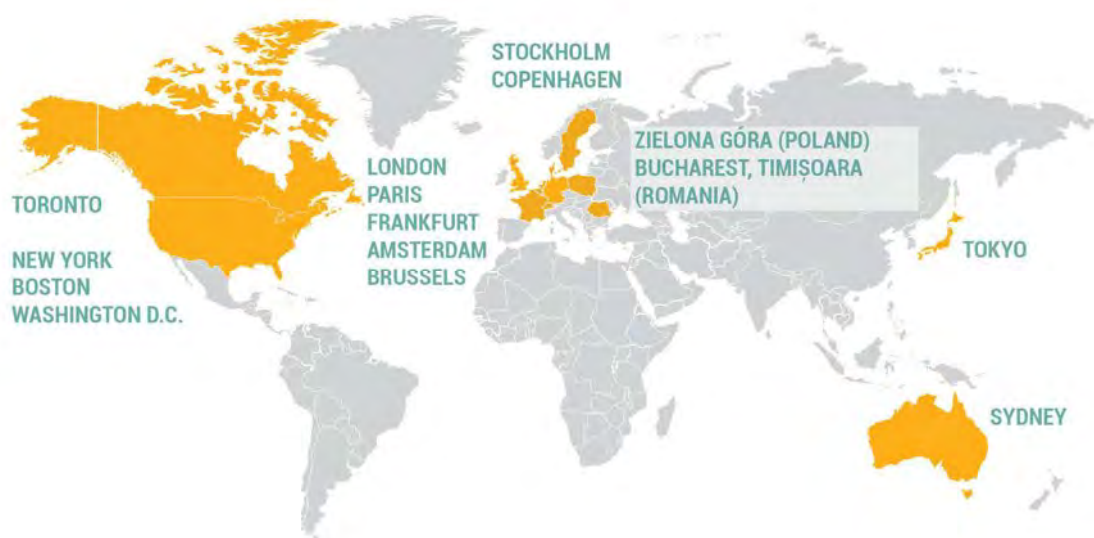 STOCKHOLM
COPENHAGEN
ZIELONA GÓRA (POLAND)
BUCHAREST, TIMIȘOARA
(ROMANIA)
LONDON
PARIS
FRANKFURT
AMSTERDAM
BRUSSELS
TORONTO
NEW YORK
BOSTON
WASHINGTON D.C.
TOKYO
SYDNEY